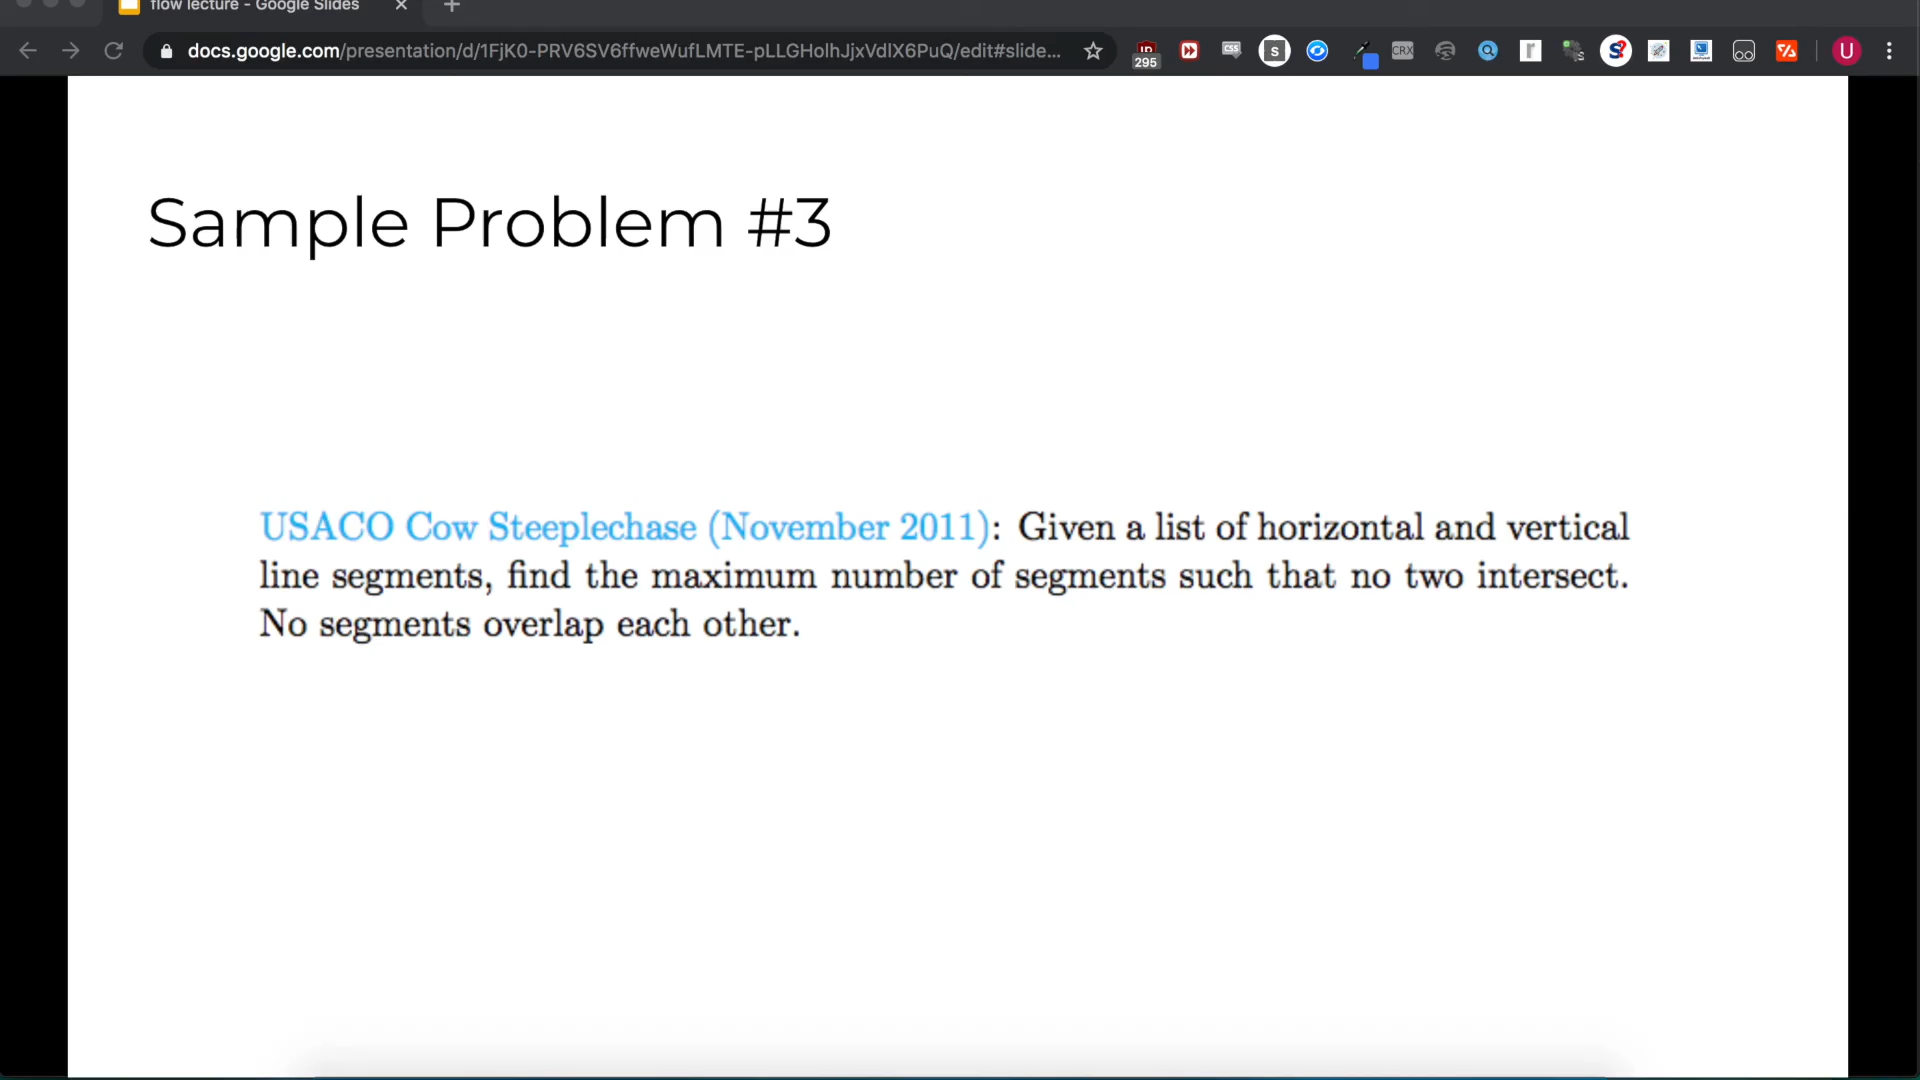 flow lecture - Google Slides
docs.google.com/presentation/d/1FjK0-PRV6SV6ffweWufLMTE-pLLGHolhJjxVdlX6PuQ/edit#slide...
295
CSS
S
CRX
r
S
U
Sample Problem #3
USACO Cow Steeplechase (November 2011): Given a list of horizontal and vertical
line segments, find the maximum number of segments such that no two intersect.
No segments overlap each other.